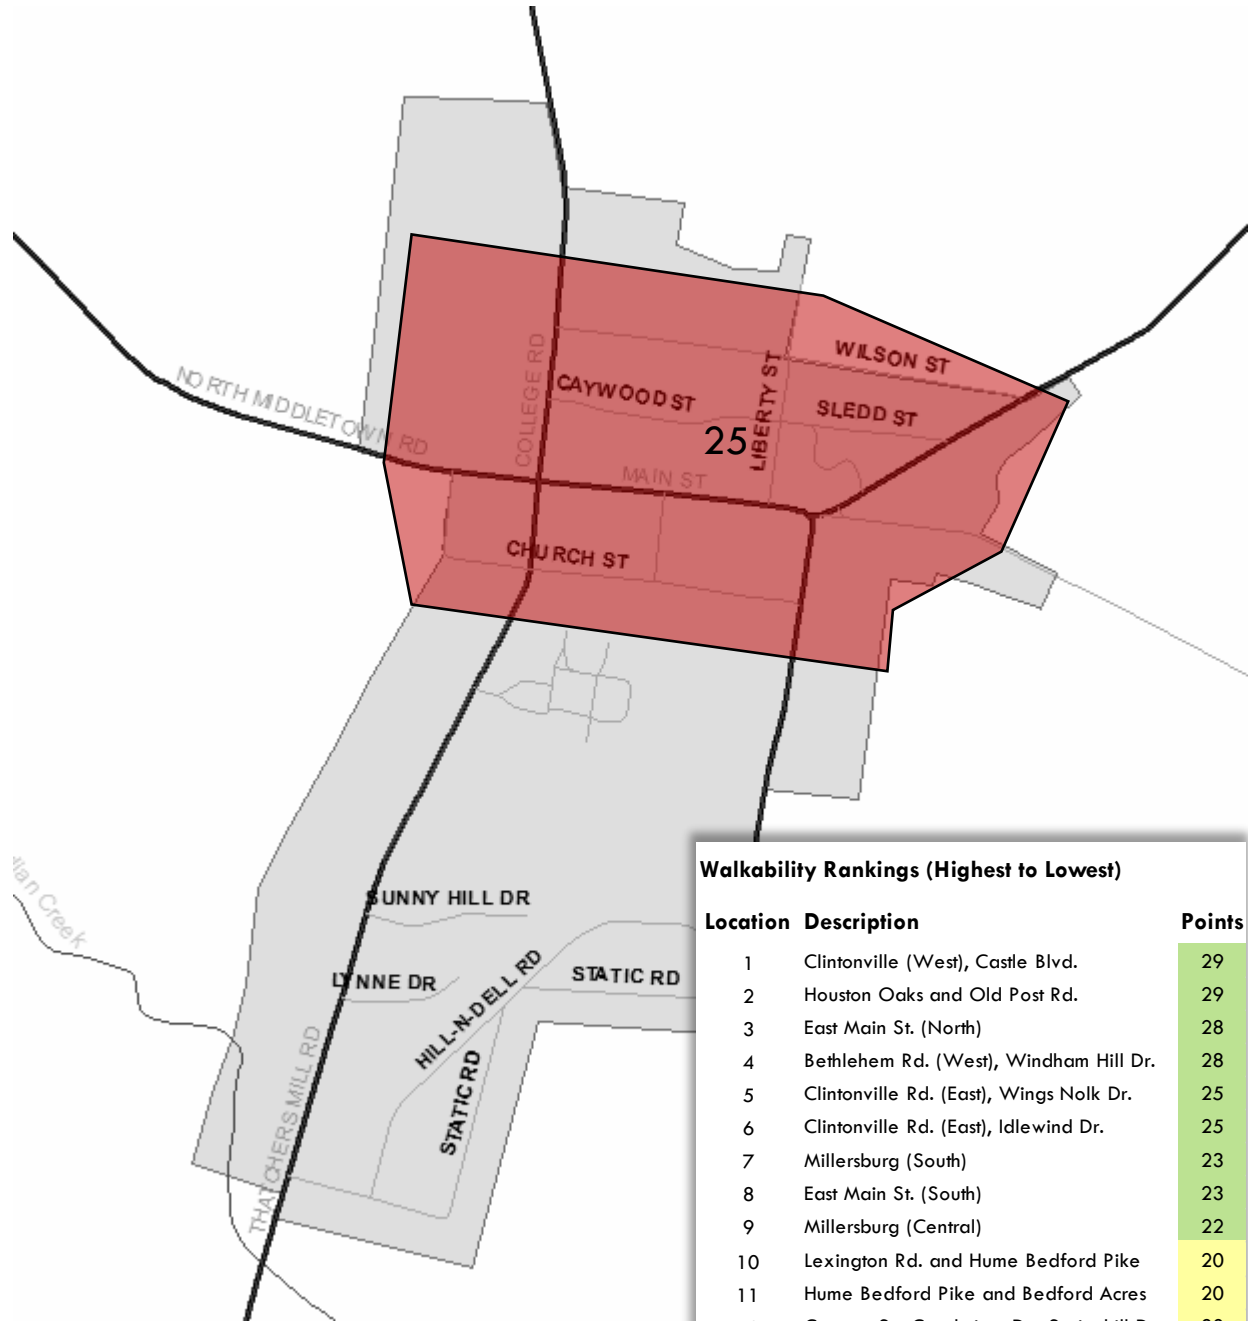 WILSON ST
CAYWOOD ST
SLEDD ST
LIBERTY ST
COLLEGE RD
NORTH MIDDLETOWN RD
25
MAIN ST
CHURCH ST
Creek
SUNNY HILL DR
LYNNE DR
HILL-N-DELL RD
STATIC RD
STATIC RD
THATCHERS MILL RD
Walkability Rankings (Highest to Lowest)
Location Description Points
1 Clintonville (West), Castle Blvd. 29
2 Houston Oaks and Old Post Rd. 29
3 East Main St. (North) 28
4 Bethlehem Rd. (West), Windham Hill Dr. 28
5 Clintonville Rd. (East), Wings Nolk Dr. 25
6 Clintonville Rd. (East), Idlewind Dr. 25
7 Millersburg (South) 23
8 East Main St. (South) 23
9 Millersburg (Central) 22
10 Lexington Rd. and Hume Bedford Pike 20
11 Hume Bedford Pike and Bedford Acres 20